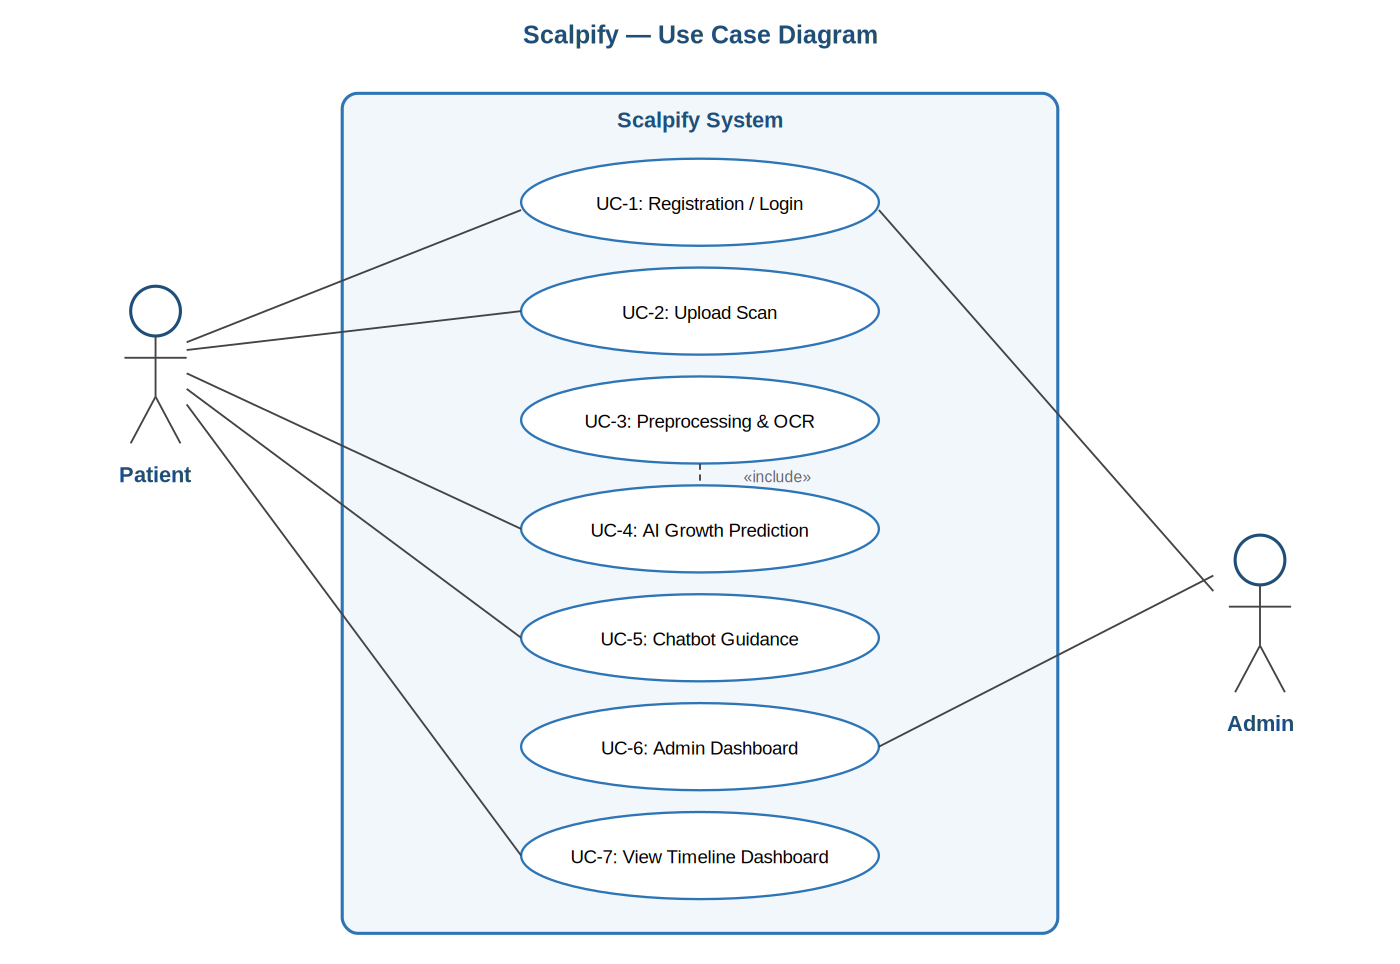 Scalpify — Use Case Diagram
Scalpify System
UC-1: Registration / Login
UC-2: Upload Scan
UC-3: Preprocessing & OCR
«include»
UC-4: AI Growth Prediction
UC-5: Chatbot Guidance
UC-6: Admin Dashboard
UC-7: View Timeline Dashboard
Patient
Admin